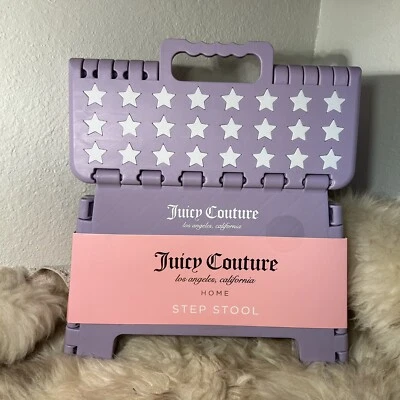 Juicy Couture
los angeles, california
Juicy Couture
los angeles, california
HOME
STEP STOOL